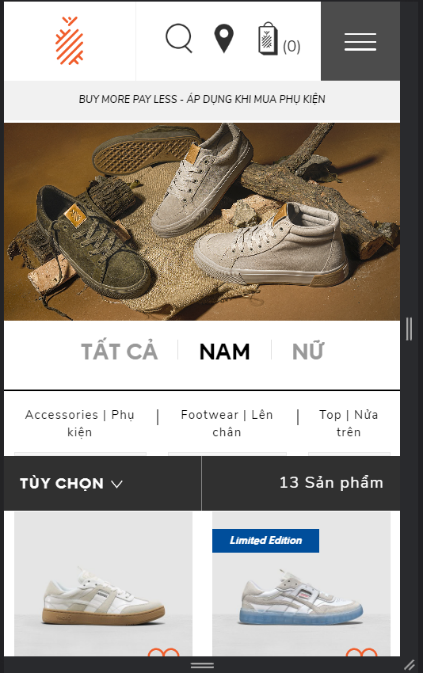 (0)
BUY MORE PAY LESS - ÁP DỤNG KHI MUA PHỤ KIỆN
TẤT CẢ | NAM | NỮ
Accessories | Phụ kiện | Footwear | Lên chân | Top | Nửa trên
TÙY CHỌN
13 Sản phẩm
Limited Edition